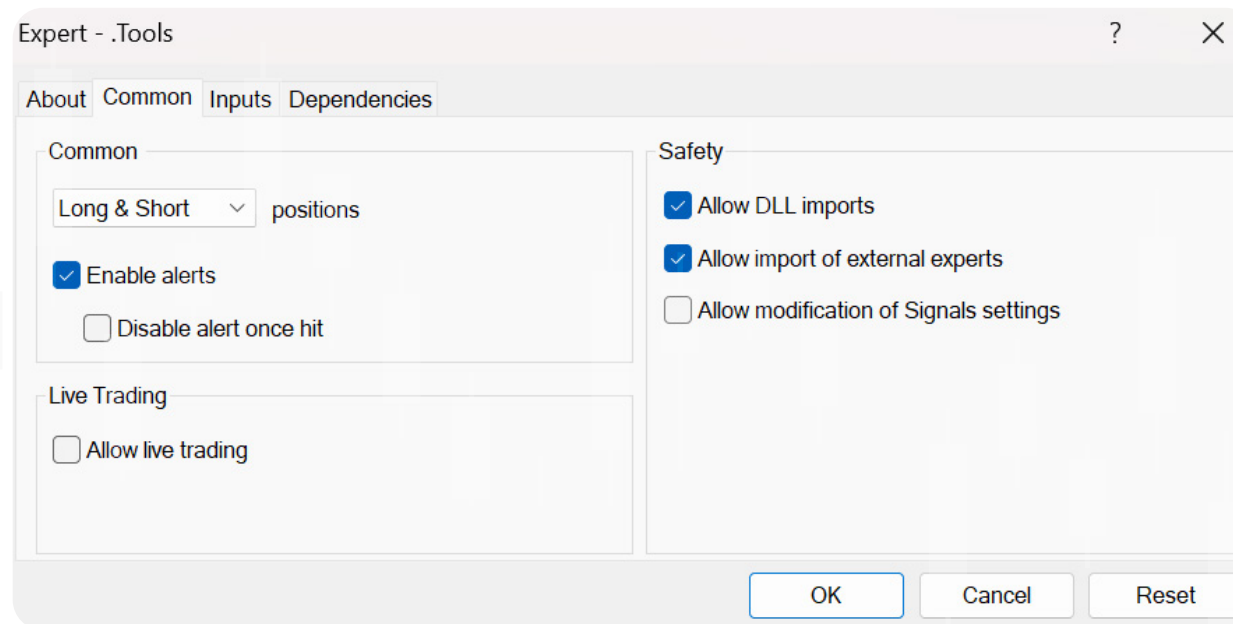 Expert - .Tools
About Common Inputs Dependencies
Common
Long & Short positions
Enable alerts
Disable alert once hit
Live Trading
Allow live trading
Safety
Allow DLL imports
Allow import of external experts
Allow modification of Signals settings
OK Cancel Reset